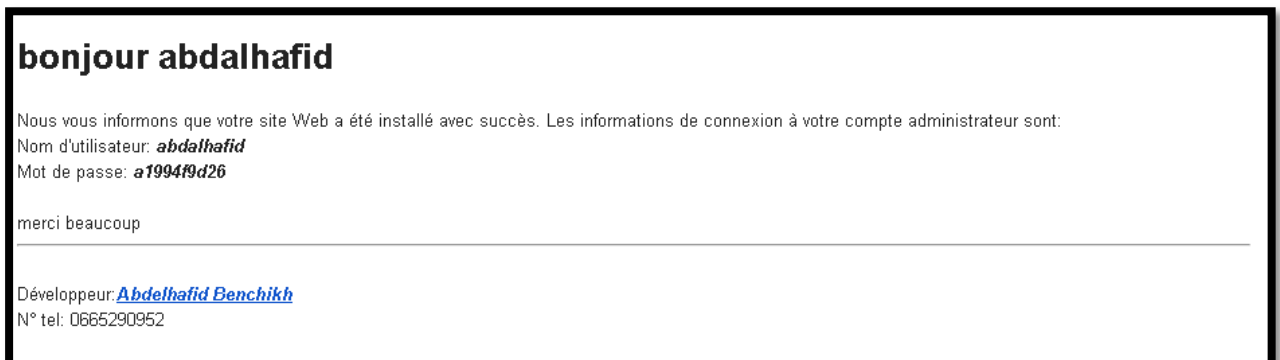 bonjour abdalhafid
Nous vous informons que votre site Web a été installé avec succès. Les informations de connexion à votre compte administrateur sont:
Nom d'utilisateur: abdalhafid
Mot de passe: a1994f9d26
merci beaucoup
Développeur:Abdelhafid Benchikh
N° tel: 0665290952